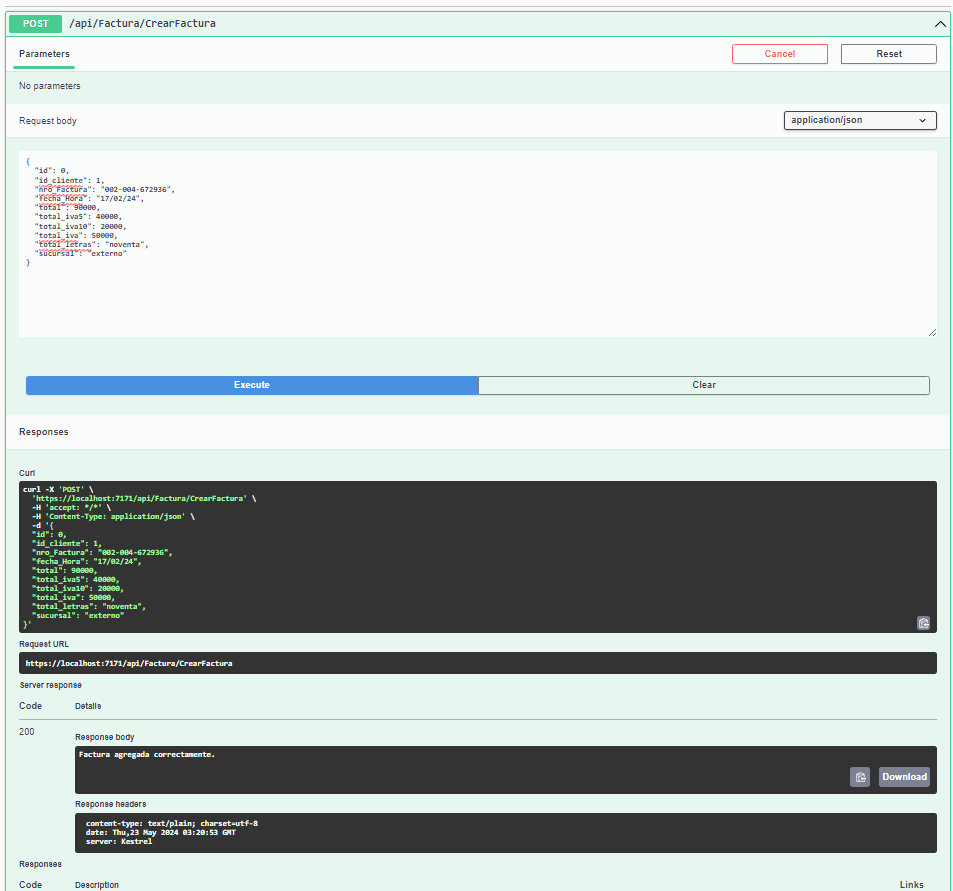 POST /api/Factura/CrearFactura
Parameters
Cancel
Reset
No parameters
Request body
application/json
{
"id": 0,
"id_cliente": 1,
"nro_Factura": "002-004-672936",
"fecha_Hora": "17/02/24",
"total": 90000,
"total_iva5": 40000,
"total_iva10": 20000,
"total_iva": 50000,
"total_letras": "noventa",
"sucursal": "externo"
}
Execute
Clear
Responses
Curl
curl -X 'POST' \
'https://localhost:7171/api/Factura/CrearFactura' \
-H 'accept: */*' \
-H 'Content-Type: application/json' \
-d '{
"id": 0,
"id_cliente": 1,
"nro_Factura": "002-004-672936",
"fecha_Hora": "17/02/24",
"total": 90000,
"total_iva5": 40000,
"total_iva10": 20000,
"total_iva": 50000,
"total_letras": "noventa",
"sucursal": "externo"
}'
Request URL
https://localhost:7171/api/Factura/CrearFactura
Server response
Code Details
200
Response body
Factura agregada correctamente.
Download
Response headers
content-type: text/plain; charset=utf-8
date: Thu,23 May 2024 03:20:53 GMT
server: Kestrel
Responses
Code Description Links